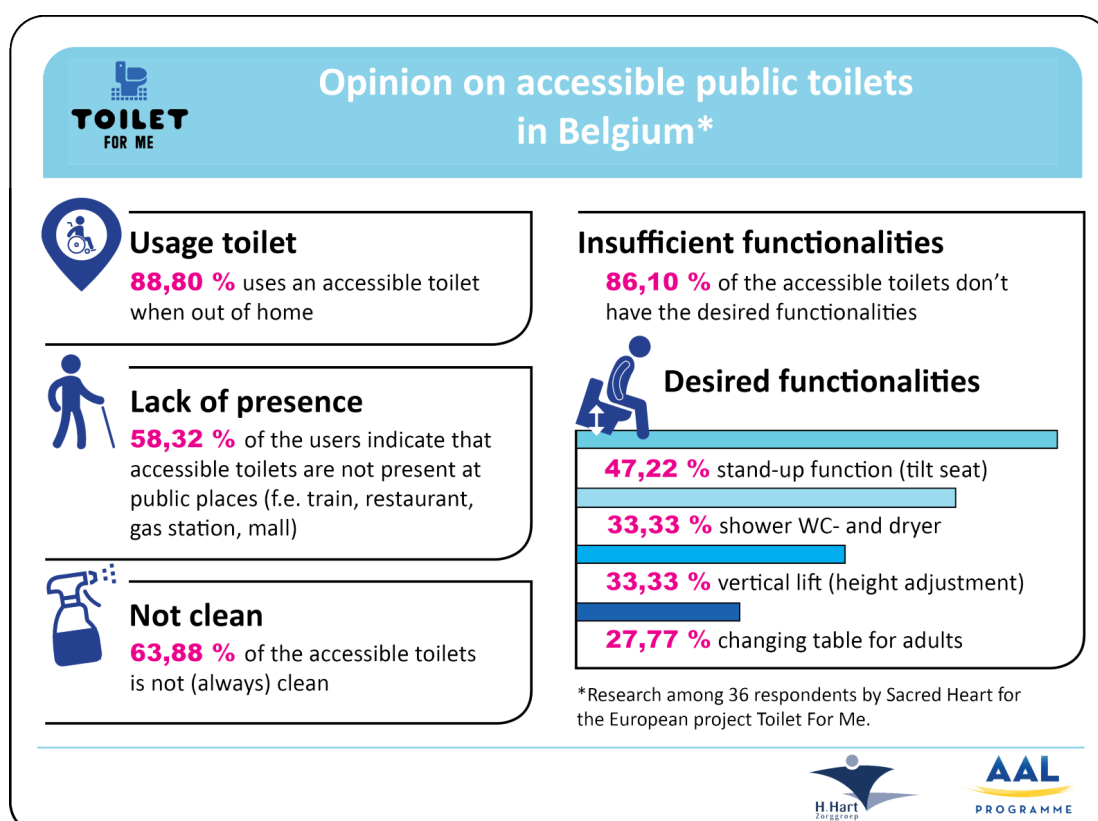 TOILET
FOR ME
Opinion on accessible public toilets
in Belgium*
Usage toilet
88,80 % uses an accessible toilet
when out of home
Lack of presence
58,32 % of the users indicate that
accessible toilets are not present at
public places (f.e. train, restaurant,
gas station, mall)
Not clean
63,88 % of the accessible toilets
is not (always) clean
Insufficient functionalities
86,10 % of the accessible toilets don't
have the desired functionalities
Desired functionalities
47,22 % stand-up function (tilt seat)
33,33 % shower WC- and dryer
33,33 % vertical lift (height adjustment)
27,77 % changing table for adults
*Research among 36 respondents by Sacred Heart for
the European project Toilet For Me.
H.Hart
Zorggroep
AAL
PROGRAMME